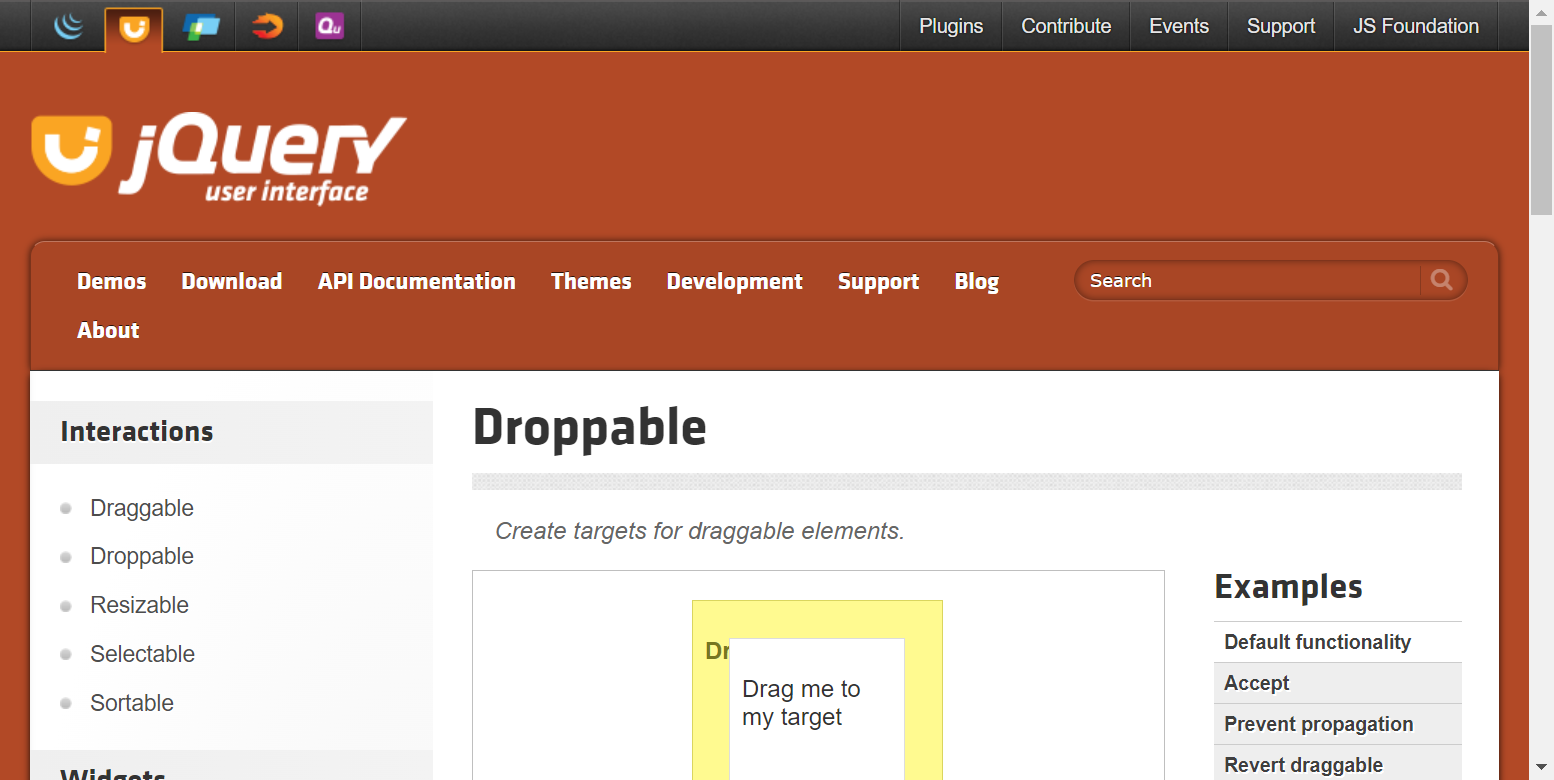 Qu
Plugins Contribute Events Support JS Foundation
jQuery
user interface
Demos Download API Documentation Themes Development Support Blog
Search
About
Interactions
Draggable
Droppable
Resizable
Selectable
Sortable
Widgets
Droppable
Create targets for draggable elements.
Dr
Drag me to
my target
Examples
Default functionality
Accept
Prevent propagation
Revert draggable